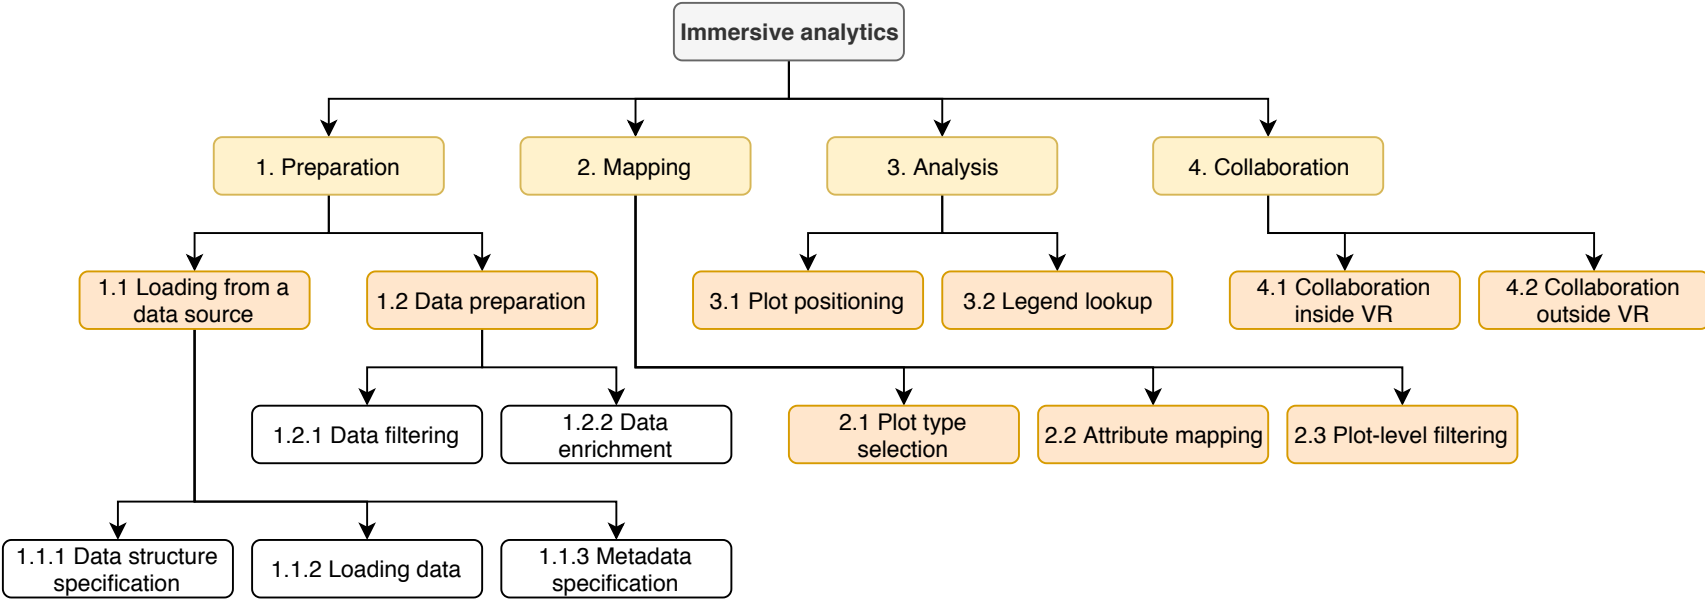 Immersive analytics
1. Preparation
2. Mapping
3. Analysis
4. Collaboration
1.1 Loading from a
data source
1.2 Data preparation
3.1 Plot positioning
3.2 Legend lookup
4.1 Collaboration
inside VR
4.2 Collaboration
outside VR
1.2.1 Data filtering
1.2.2 Data
enrichment
2.1 Plot type
selection
2.2 Attribute mapping
2.3 Plot-level filtering
1.1.1 Data structure
specification
1.1.2 Loading data
1.1.3 Metadada
specification